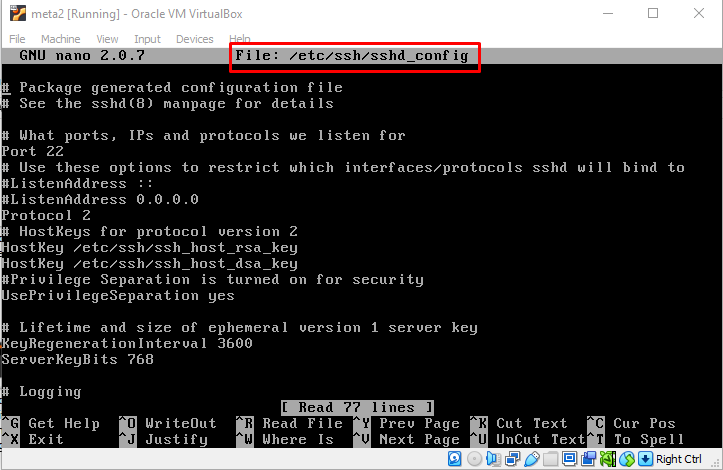 meta2 [Running] - Oracle VM VirtualBox
File Machine View Input Devices Help
GNU nano 2.0.7 File: /etc/ssh/sshd_config
# Package generated configuration file
# See the sshd(8) manpage for details
# What ports, IPs and protocols we listen for
Port 22
# Use these options to restrict which interfaces/protocols sshd will bind to
#ListenAddress ::
#ListenAddress 0.0.0.0
Protocol 2
# HostKeys for protocol version 2
HostKey /etc/ssh/ssh_host_rsa_key
HostKey /etc/ssh/ssh_host_dsa_key
#Privilege Separation is turned on for security
UsePrivilegeSeparation yes
# Lifetime and size of ephemeral version 1 server key
KeyRegenerationInterval 3600
ServerKeyBits 768
# Logging
[ Read 77 lines ]
^G Get Help ^O WriteOut ^R Read File ^Y Prev Page ^K Cut Text ^C Cur Pos
^X Exit ^J Justify ^W Where Is ^V Next Page ^U UnCut Text ^T To Spell
Right Ctrl